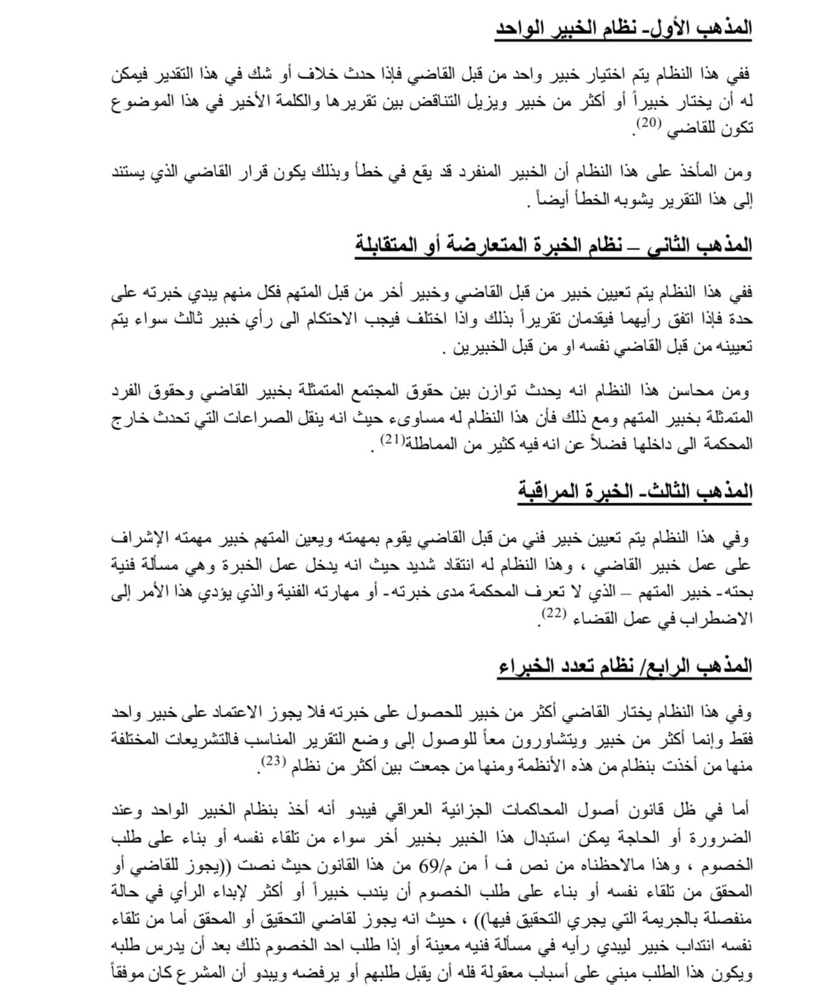 المذهب الأول- نظام الخبير الواحد
ففي هذا النظام يتم اختيار خبير واحد من قبل القاضي فإذا حدث خلاف أو شك في هذا التقدير فيمكن
له أن يختار خبيراً أو أكثر من خبير ويزيل التناقض بين تقريرها والكلمة الأخير في هذا الموضوع
تكون للقاضي (20).
ومن المأخذ على هذا النظام أن الخبير المنفرد قد يقع في خطأ وبذلك يكون قرار القاضي الذي يستند
إلى هذا التقرير يشوبه الخطأ أيضاً .
المذهب الثاني – نظام الخبرة المتعارضة أو المتقابلة
ففي هذا النظام يتم تعيين خبير من قبل القاضي وخبير أخر من قبل المتهم فكل منهم يبدي خبرته على
حدة فإذا اتفق رأيهما فيقدمان تقريراً بذلك واذا اختلف فيجب الاحتكام الى رأي خبير ثالث سواء يتم
تعيينه من قبل القاضي نفسه او من قبل الخبيرين .
ومن محاسن هذا النظام انه يحدث توازن بين حقوق المجتمع المتمثلة بخبير القاضي وحقوق الفرد
المتمثلة بخبير المتهم ومع ذلك فأن هذا النظام له مساوىء حيث انه ينقل الصراعات التي تحدث خارج
المحكمة الى داخلها فضلاً عن انه فيه كثير من المماطلة(21) .
المذهب الثالث- الخبرة المراقبة
وفي هذا النظام يتم تعيين خبير فني من قبل القاضي يقوم بمهمته ويعين المتهم خبير مهمته الإشراف
على عمل خبير القاضي ، وهذا النظام له انتقاد شديد حيث انه يدخل عمل الخبرة وهي مسألة فنية
بحته- خبير المتهم – الذي لا تعرف المحكمة مدى خبرته- أو مهارته الفنية والذي يؤدي هذا الأمر إلى
الاضطراب في عمل القضاء (22).
المذهب الرابع/ نظام تعدد الخبراء
وفي هذا النظام يختار القاضي أكثر من خبير للحصول على خبرته فلا يجوز الاعتماد على خبير واحد
فقط وإنما أكثر من خبير ويتشاورون معاً للوصول إلى وضع التقرير المناسب فالتشريعات المختلفة
منها من أخذت بنظام من هذه الأنظمة ومنها من جمعت بين أكثر من نظام (23).
أما في ظل قانون أصول المحاكمات الجزائية العراقي فيبدو أنه أخذ بنظام الخبير الواحد وعند
الضرورة أو الحاجة يمكن استبدال هذا الخبير بخبير أخر سواء من تلقاء نفسه أو بناء على طلب
الخصوم ، وهذا مالاحظناه من نص ف أ من م/69 من هذا القانون حيث نصت ((يجوز للقاضي أو
المحقق من تلقاء نفسه أو بناء على طلب الخصوم أن يندب خبيراً أو أكثر لإبداء الرأي في حالة
منفصلة بالجريمة التي يجري التحقيق فيها)) ، حيث انه يجوز لقاضي التحقيق أو المحقق أما من تلقاء
نفسه انتداب خبير ليبدي رأيه في مسألة فنيه معينة أو إذا طلب احد الخصوم ذلك بعد أن يدرس طلبه
ويكون هذا الطلب مبني على أسباب معقولة فله أن يقبل طلبهم أو يرفضه ويبدو أن المشرع كان موفقاً